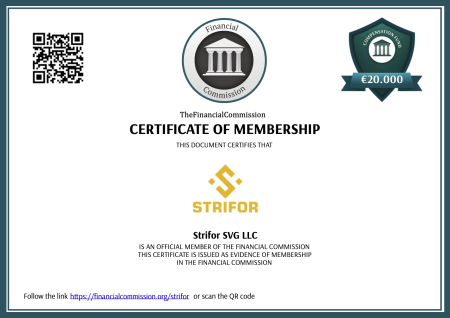 Financial
Commission
COMPENSATION FUND
€20.000
TheFinancialCommission
CERTIFICATE OF MEMBERSHIP
THIS DOCUMENT CERTIFIES THAT
STRIFOR
Strifor SVG LLC
IS AN OFFICIAL MEMBER OF THE FINANCIAL COMMISSION
THIS CERTIFICATE IS ISSUED AS EVIDENCE OF MEMBERSHIP
IN THE FINANCIAL COMMISSION
Follow the link https://financialcommission.org/strifor or scan the QR code